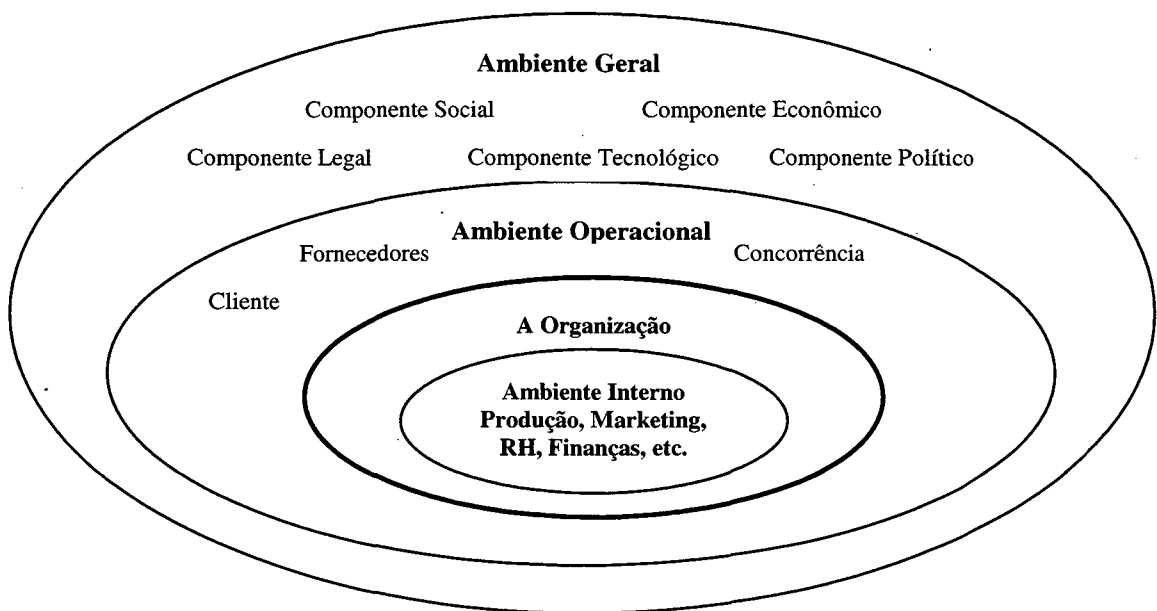 Ambiente Geral
Componente Social Componente Econômico
Componente Legal Componente Tecnológico Componente Político
Ambiente Operacional
Fornecedores Concorrência
Cliente
A Organização
Ambiente Interno
Produção, Marketing,
RH, Finanças, etc.